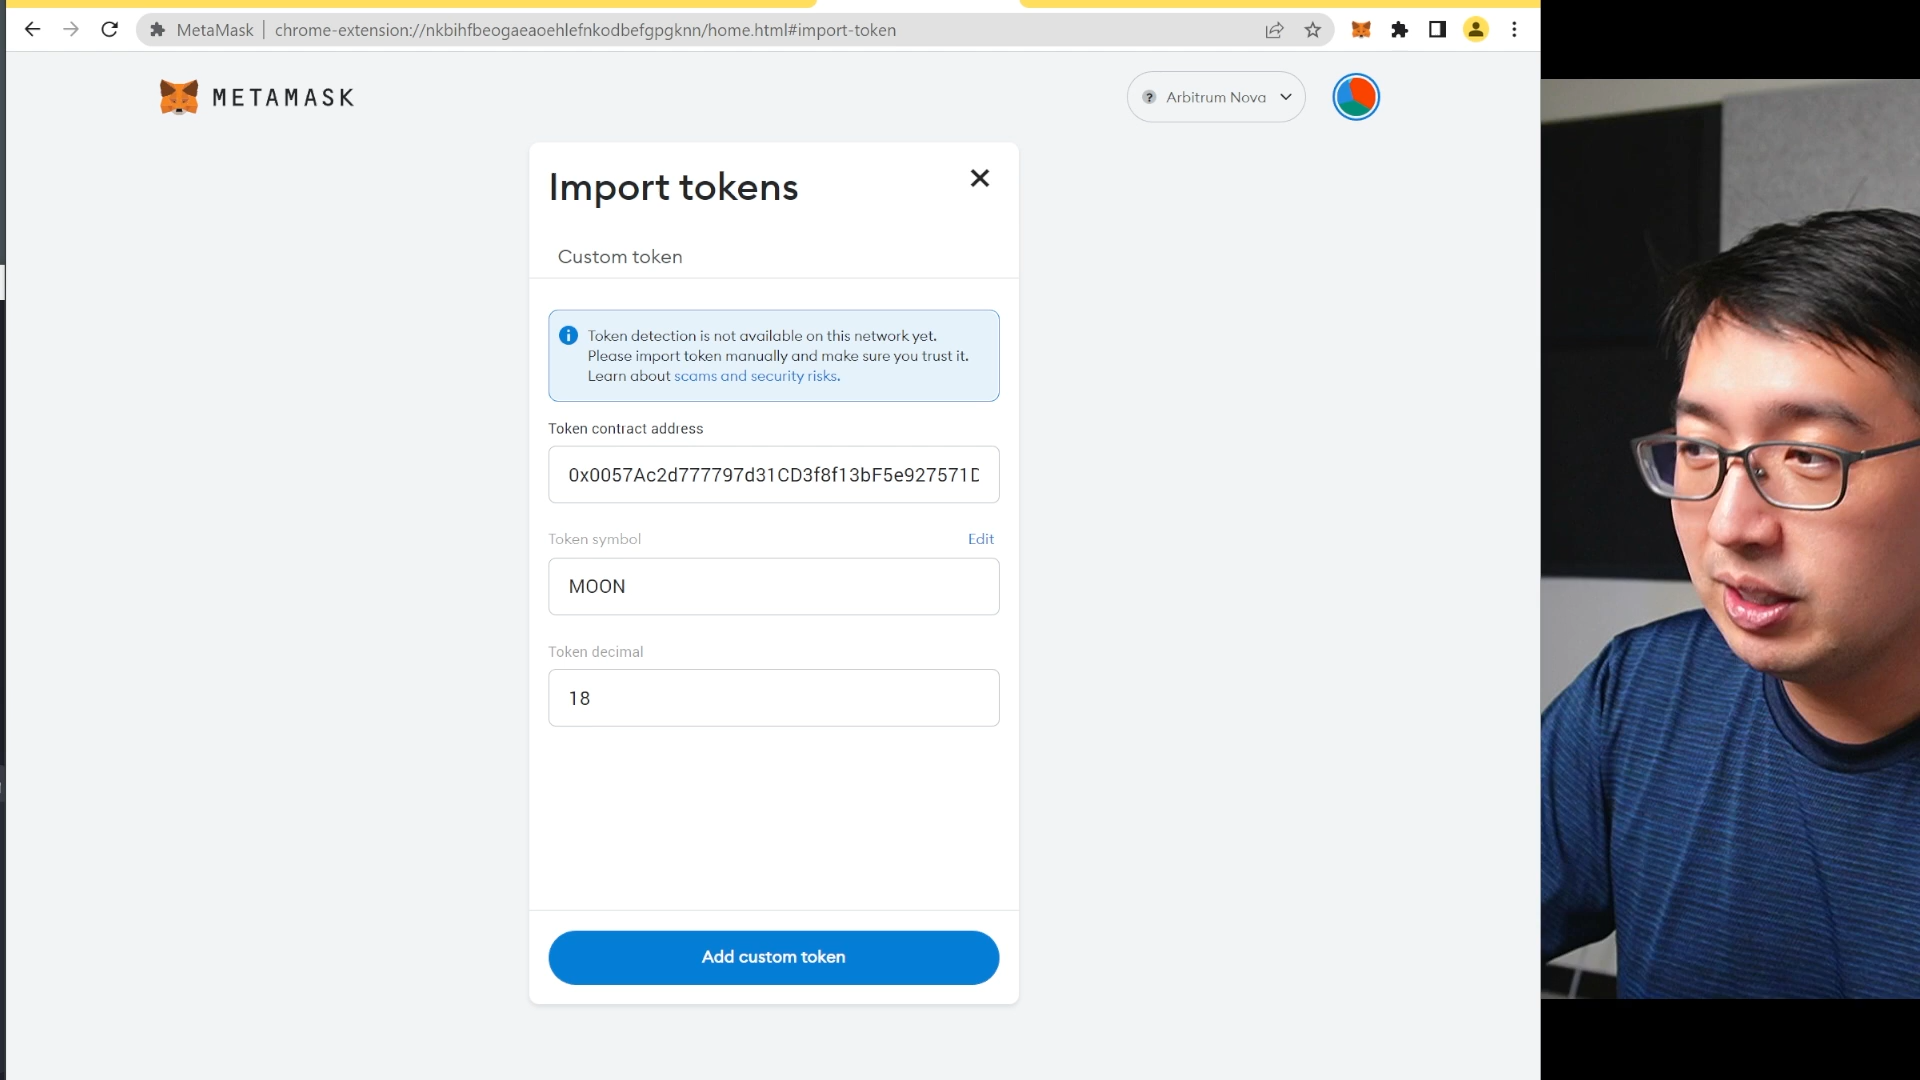 MetaMask
chrome-extension://nkbihfbeogaeaoehlefnkodbefgpgknn/home.html#import-token
METAMASK
? Arbitrum Nova
Import tokens
Custom token
Token detection is not available on this network yet.
Please import token manually and make sure you trust it.
Learn about scams and security risks.
Token contract address
0x0057Ac2d777797d31CD3f8f13bF5e927571D
Token symbol Edit
MOON
Token decimal
18
Add custom token